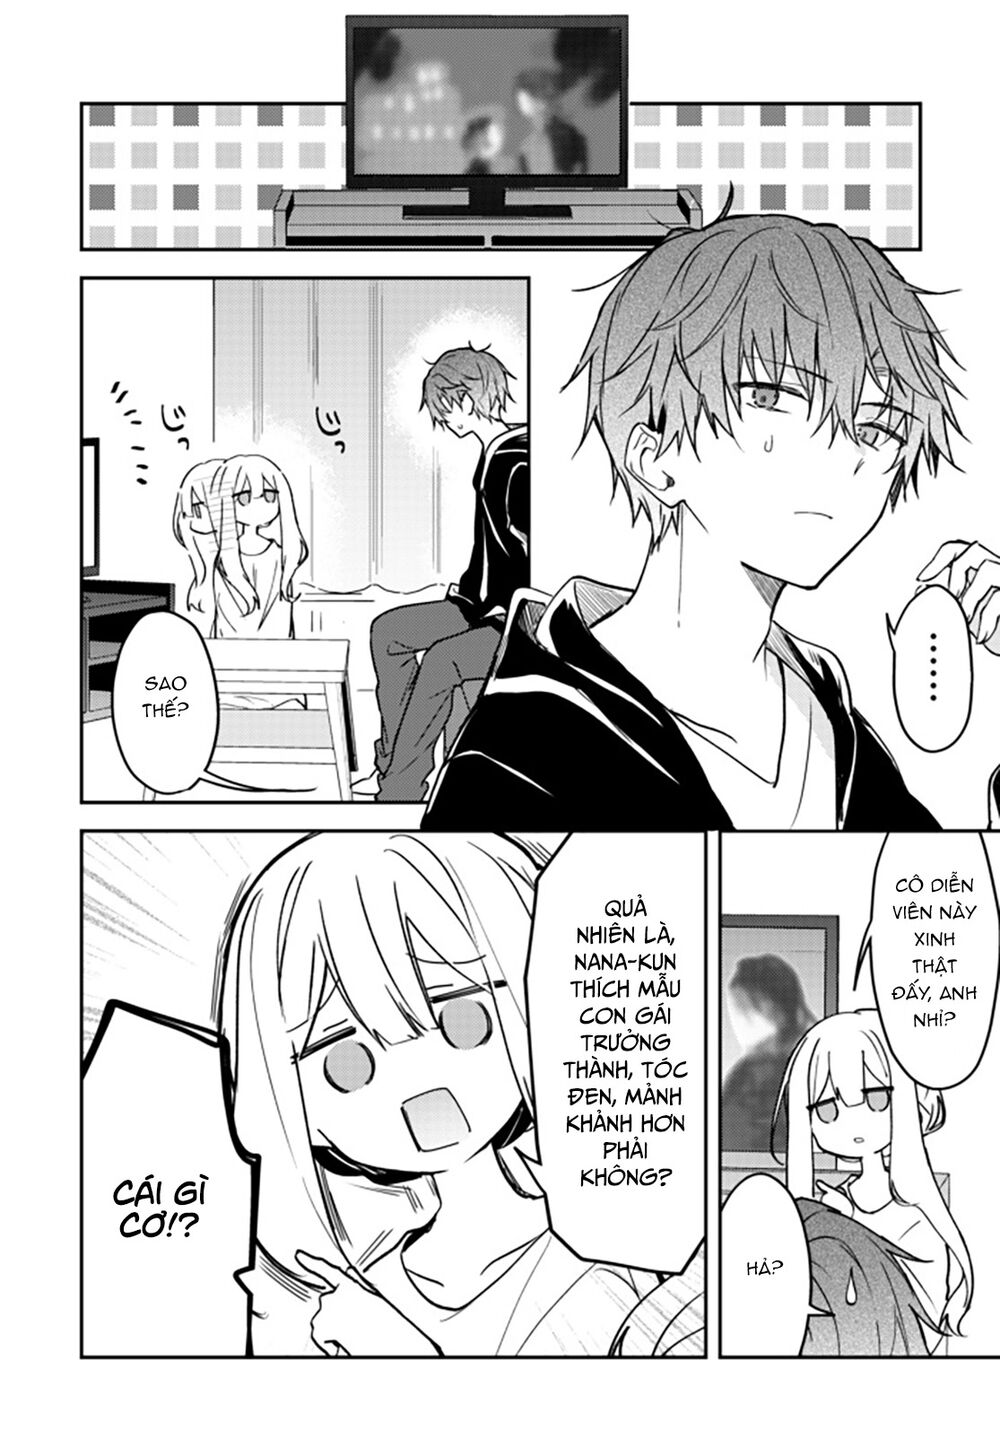 ......
じっ
じっ
SAO
THẾ?
CÔ DIỄN
VIÊN NÀY
XINH
THẬT
ĐẤY, ANH
NHỈ?
HẢ?
QUẢ
NHIÊN LÀ,
NANA-KUN
THÍCH MẪU
CON GÁI
TRƯỞNG
THÀNH, TÓC
ĐEN, MẢNH
KHẢNH HƠN
PHẢI
KHÔNG?
CÁI GÌ
CƠ!?